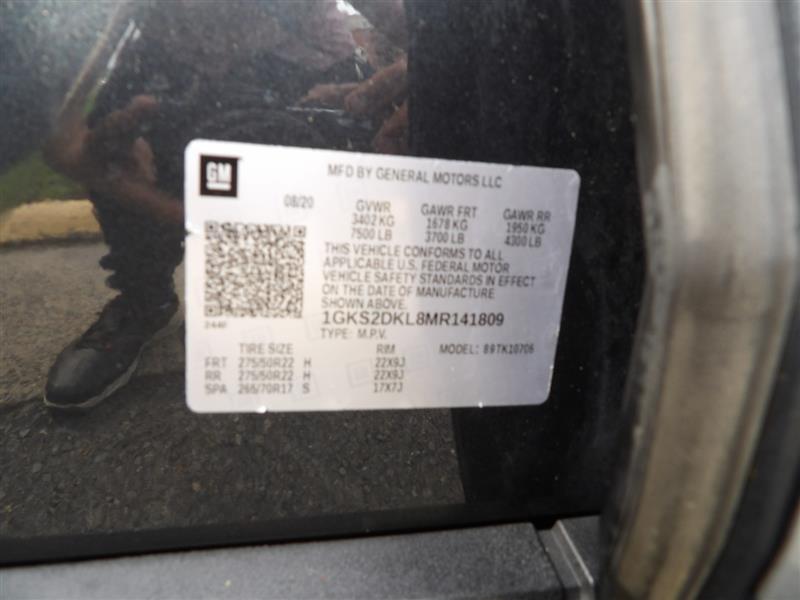 GM
MFD BY GENERAL MOTORS LLC
08/20 GVWR GAWR FRT GAWR RR
3402 KG 1678 KG 1950 KG
7500 LB 3700 LB 4300 LB
THIS VEHICLE CONFORMS TO ALL
APPLICABLE U.S. FEDERAL MOTOR
VEHICLE SAFETY STANDARDS IN EFFECT
ON THE DATE OF MANUFACTURE
SHOWN ABOVE.
244F 1GKS2DKL8MR141809
TYPE: M.P.V.
TIRE SIZE RIM MODEL: 89TK10706
FRT 275/50R22 H 22X9J
RR 275/50R22 H 22X9J
SPA 265/70R17 S 17X7J